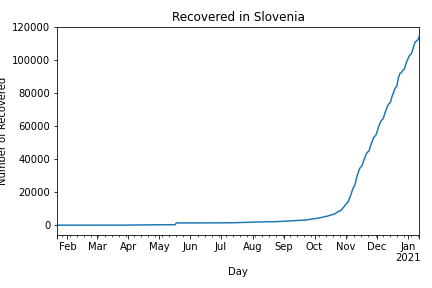 Recovered in Slovenia
120000
100000
80000
60000
40000
20000
0
Number of Recovered
Feb Mar Apr May Jun Jul Aug Sep Oct Nov Dec Jan
2021
Day